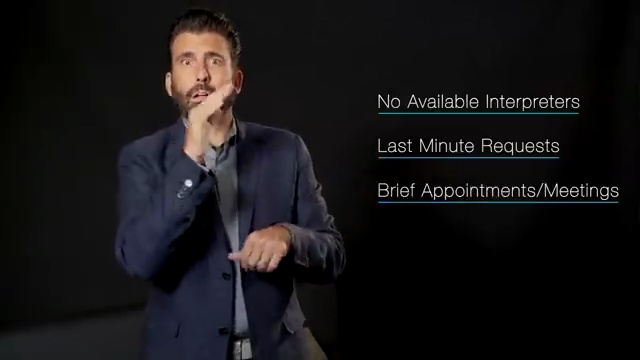 No Available Interpreters
Last Minute Requests
Brief Appointments/Meetings